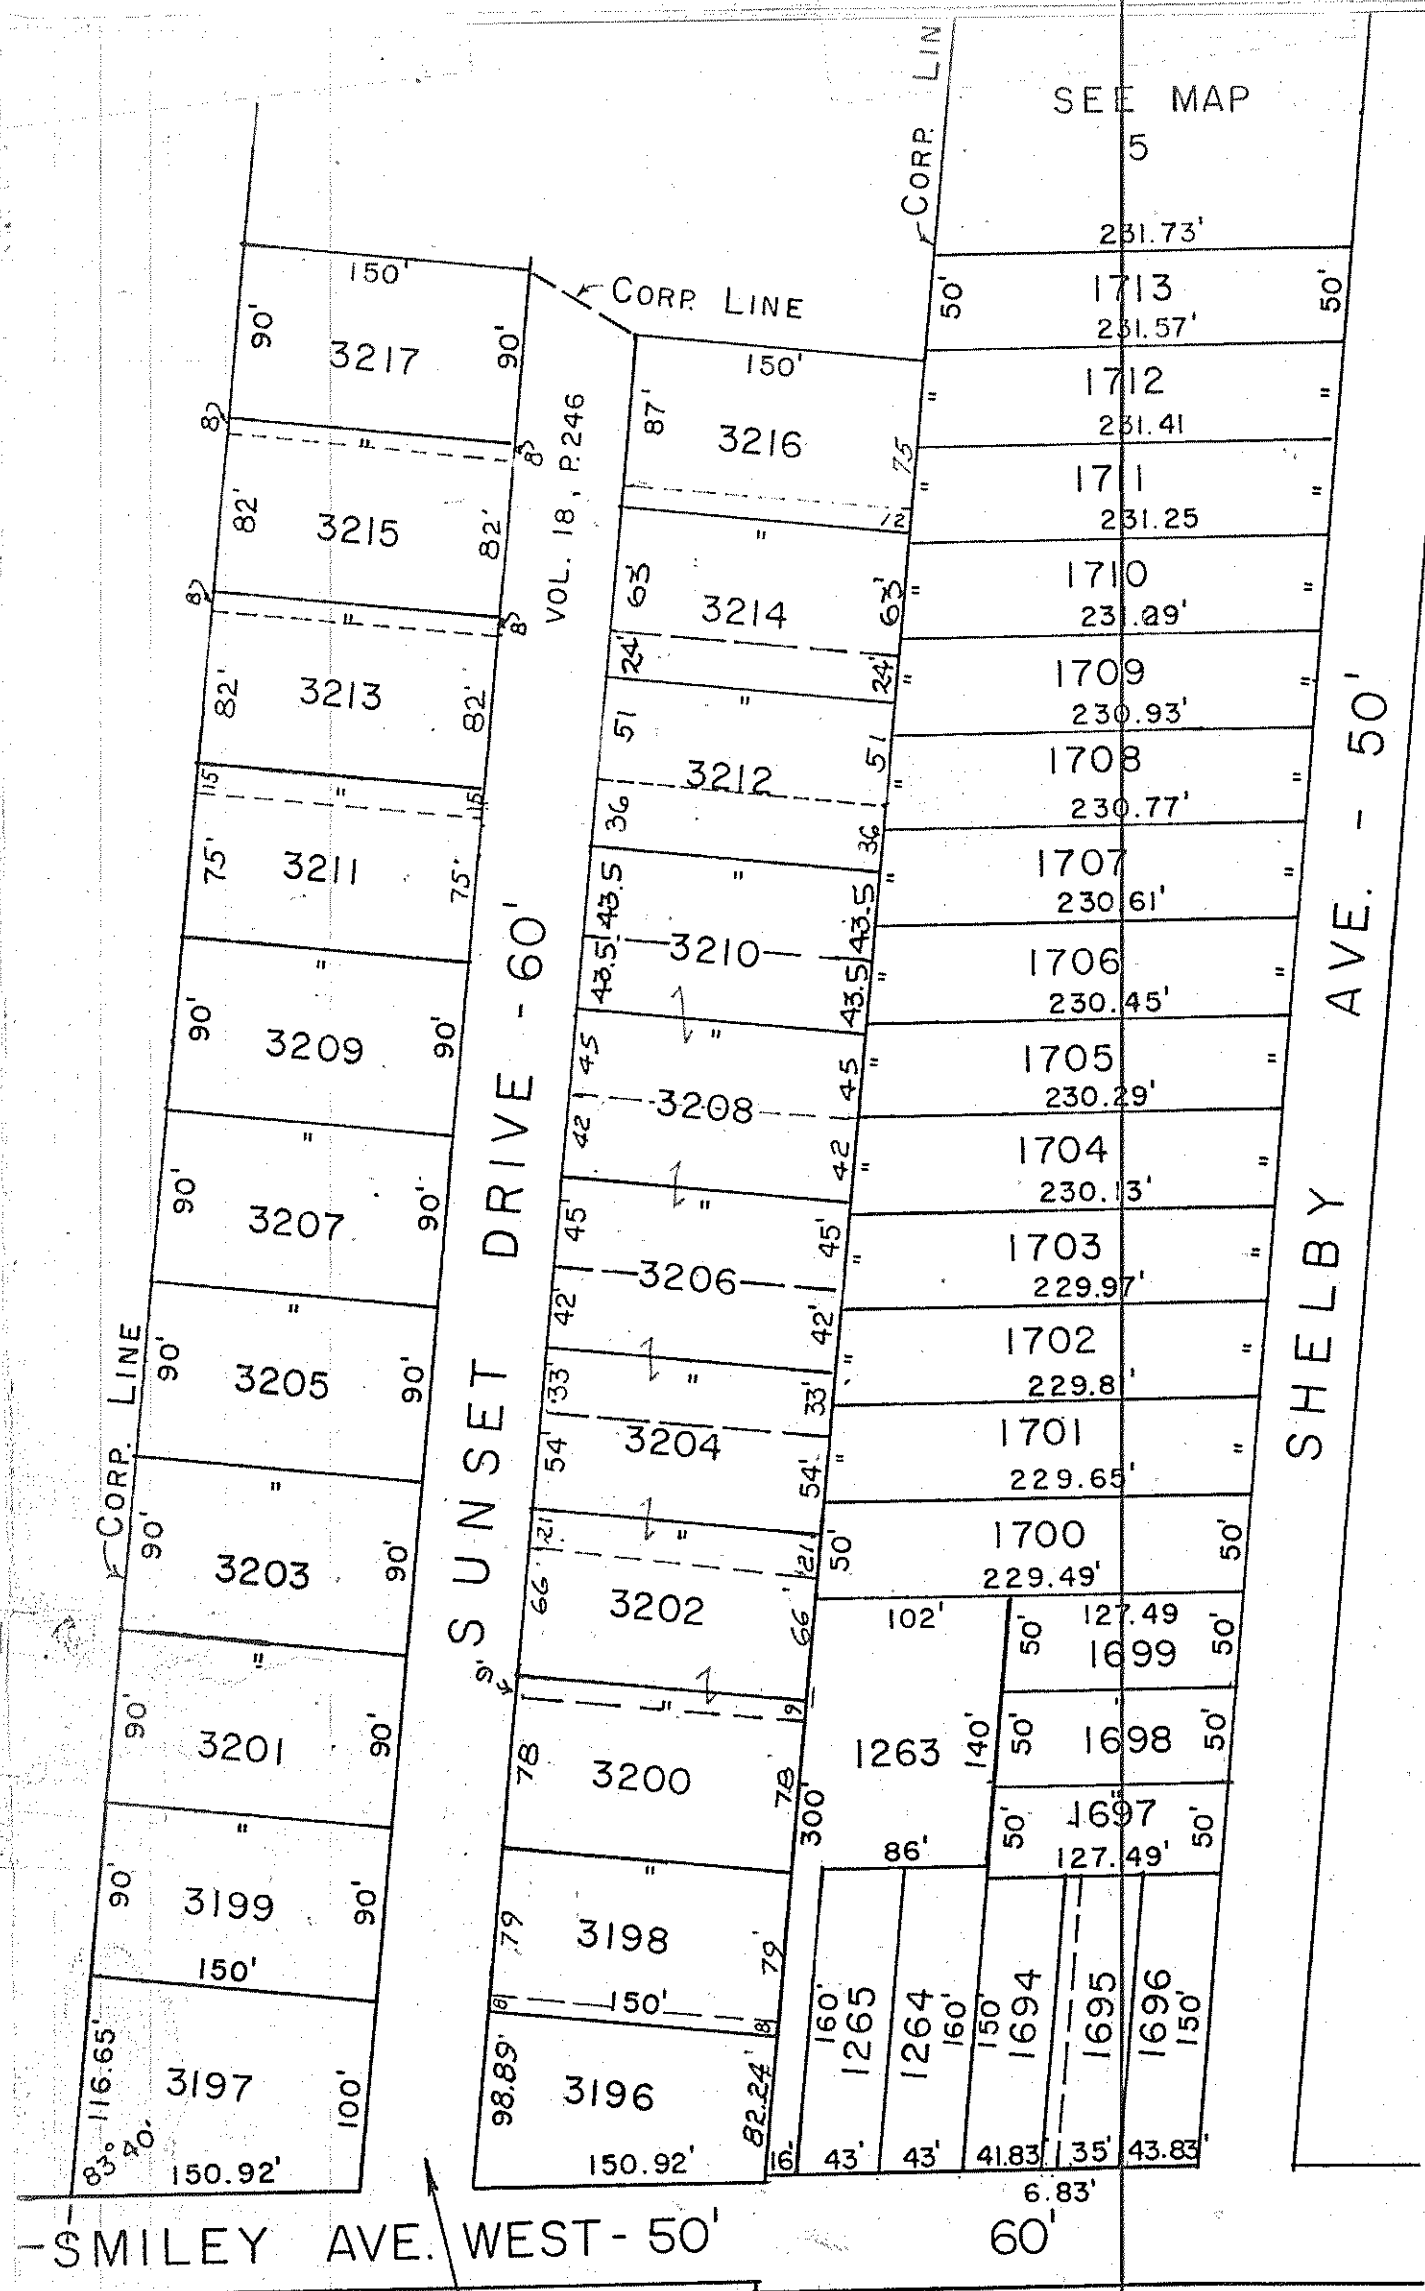 CORP. LIN
SEE MAP
5
231.73'
50' 1713 50'
231.57'
" 1712 "
231.41
" 1711 "
231.25
" 1710 "
" 1709 "
230.93'
" 1708 "
230.77'
" 1707 "
230.61'
" 1706 "
230.45'
" 1705 "
230.29'
" 1704 "
230.13'
" 1703 "
229.97'
" 1702 "
229.81'
" 1701 "
229.65'
50' 1700 50'
229.49'
CORP. LINE
150'
90' 3217 90'
8' " 8'
82' 3215 82'
8' " 8'
82' 3213 82'
15' " 15'
75' 3211 75'
"
90' 3209 90'
"
90' 3207 90'
"
90' 3205 90'
"
90' 3203 90'
"
90' 3201 90'
"
90' 3199 90'
150'
116.65' 3197 100'
83° 40'
150.92'
CORP. LINE
VOL. 18, P. 246
SUNSET DRIVE - 60'
150'
87' 3216 75
12
"
63' 3214 63'
24' 24'
"
51 3212 51
36 36
"
43.5 43.5
43.5 3210 43.5
"
45 45
3208
42 42
"
45' 45'
3206
42' 42'
"
33' 33'
3204
54' 54'
"
21 21
66' 3202 66'
9' " 9
78 3200 78
"
79 3198 79'
8 150' 8
98.89' 3196 82.24'
150.92'
102'
1263 140'
300'
86'
127.49
50' 1699 50'
50' 1698 50'
"
50' 1697 50'
127.49'
160' 1265
1264 160'
150' 1694
1695
1696 150'
16 43' 43' 41.83' 35' 43.83'
6.83'
SHELBY AVE. - 50'
SMILEY AVE. WEST - 50' 60'